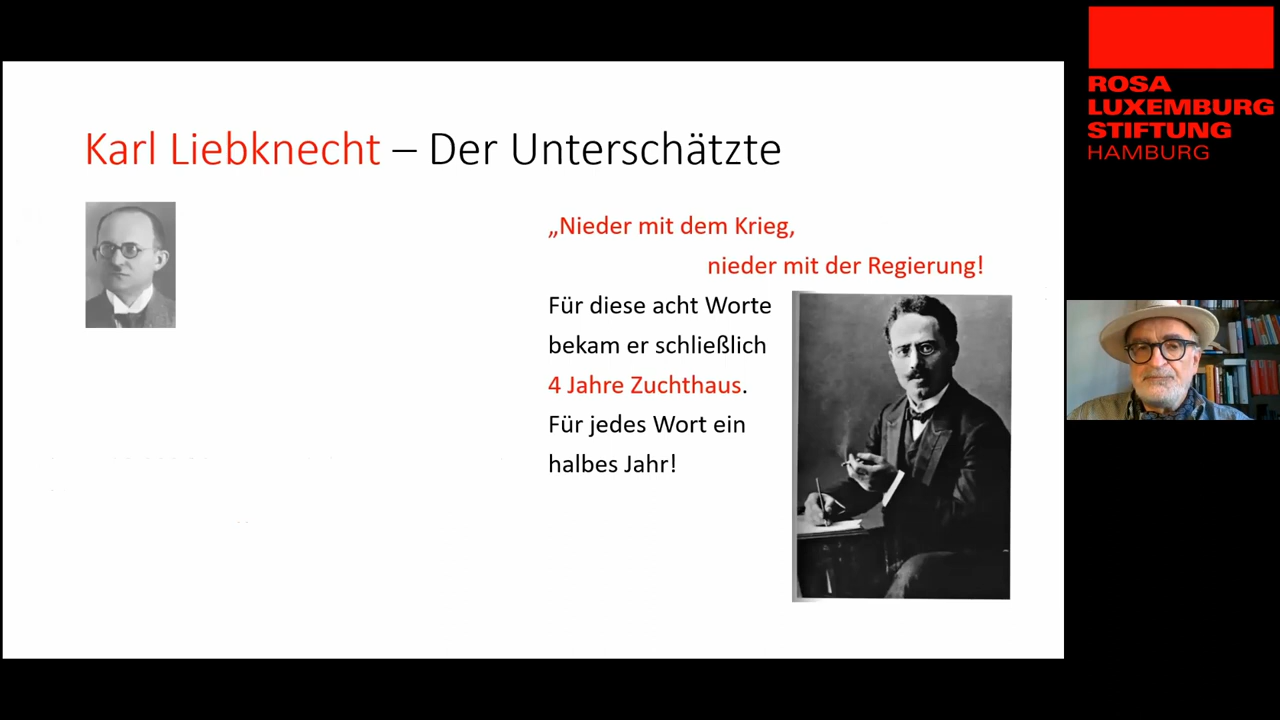 Karl Liebknecht – Der Unterschätzte
„Nieder mit dem Krieg,
nieder mit der Regierung!
Für diese acht Worte
bekam er schließlich
4 Jahre Zuchthaus.
Für jedes Wort ein
halbes Jahr!
ROSA
LUXEMBURG
STIFTUNG
HAMBURG